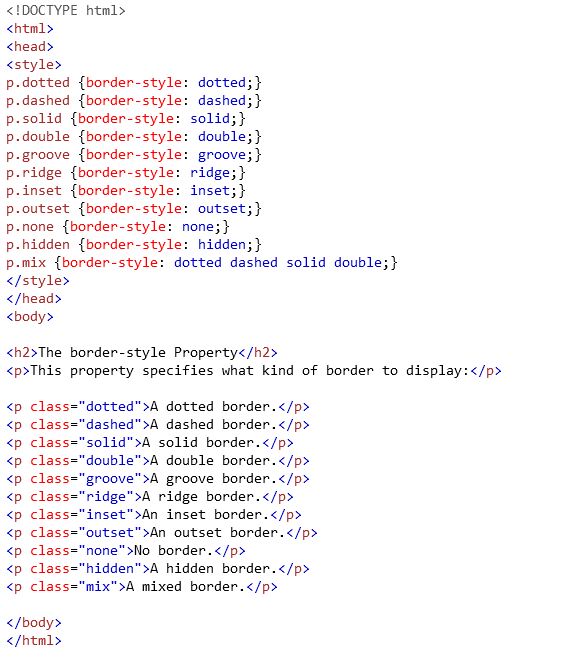 <!DOCTYPE html>
<html>
<head>
<style>
p.dotted {border-style: dotted;}
p.dashed {border-style: dashed;}
p.solid {border-style: solid;}
p.double {border-style: double;}
p.groove {border-style: groove;}
p.ridge {border-style: ridge;}
p.inset {border-style: inset;}
p.outset {border-style: outset;}
p.none {border-style: none;}
p.hidden {border-style: hidden;}
p.mix {border-style: dotted dashed solid double;}
</style>
</head>
<body>

<h2>The border-style Property</h2>
<p>This property specifies what kind of border to display:</p>

<p class="dotted">A dotted border.</p>
<p class="dashed">A dashed border.</p>
<p class="solid">A solid border.</p>
<p class="double">A double border.</p>
<p class="groove">A groove border.</p>
<p class="ridge">A ridge border.</p>
<p class="inset">An inset border.</p>
<p class="outset">An outset border.</p>
<p class="none">No border.</p>
<p class="hidden">A hidden border.</p>
<p class="mix">A mixed border.</p>

</body>
</html>